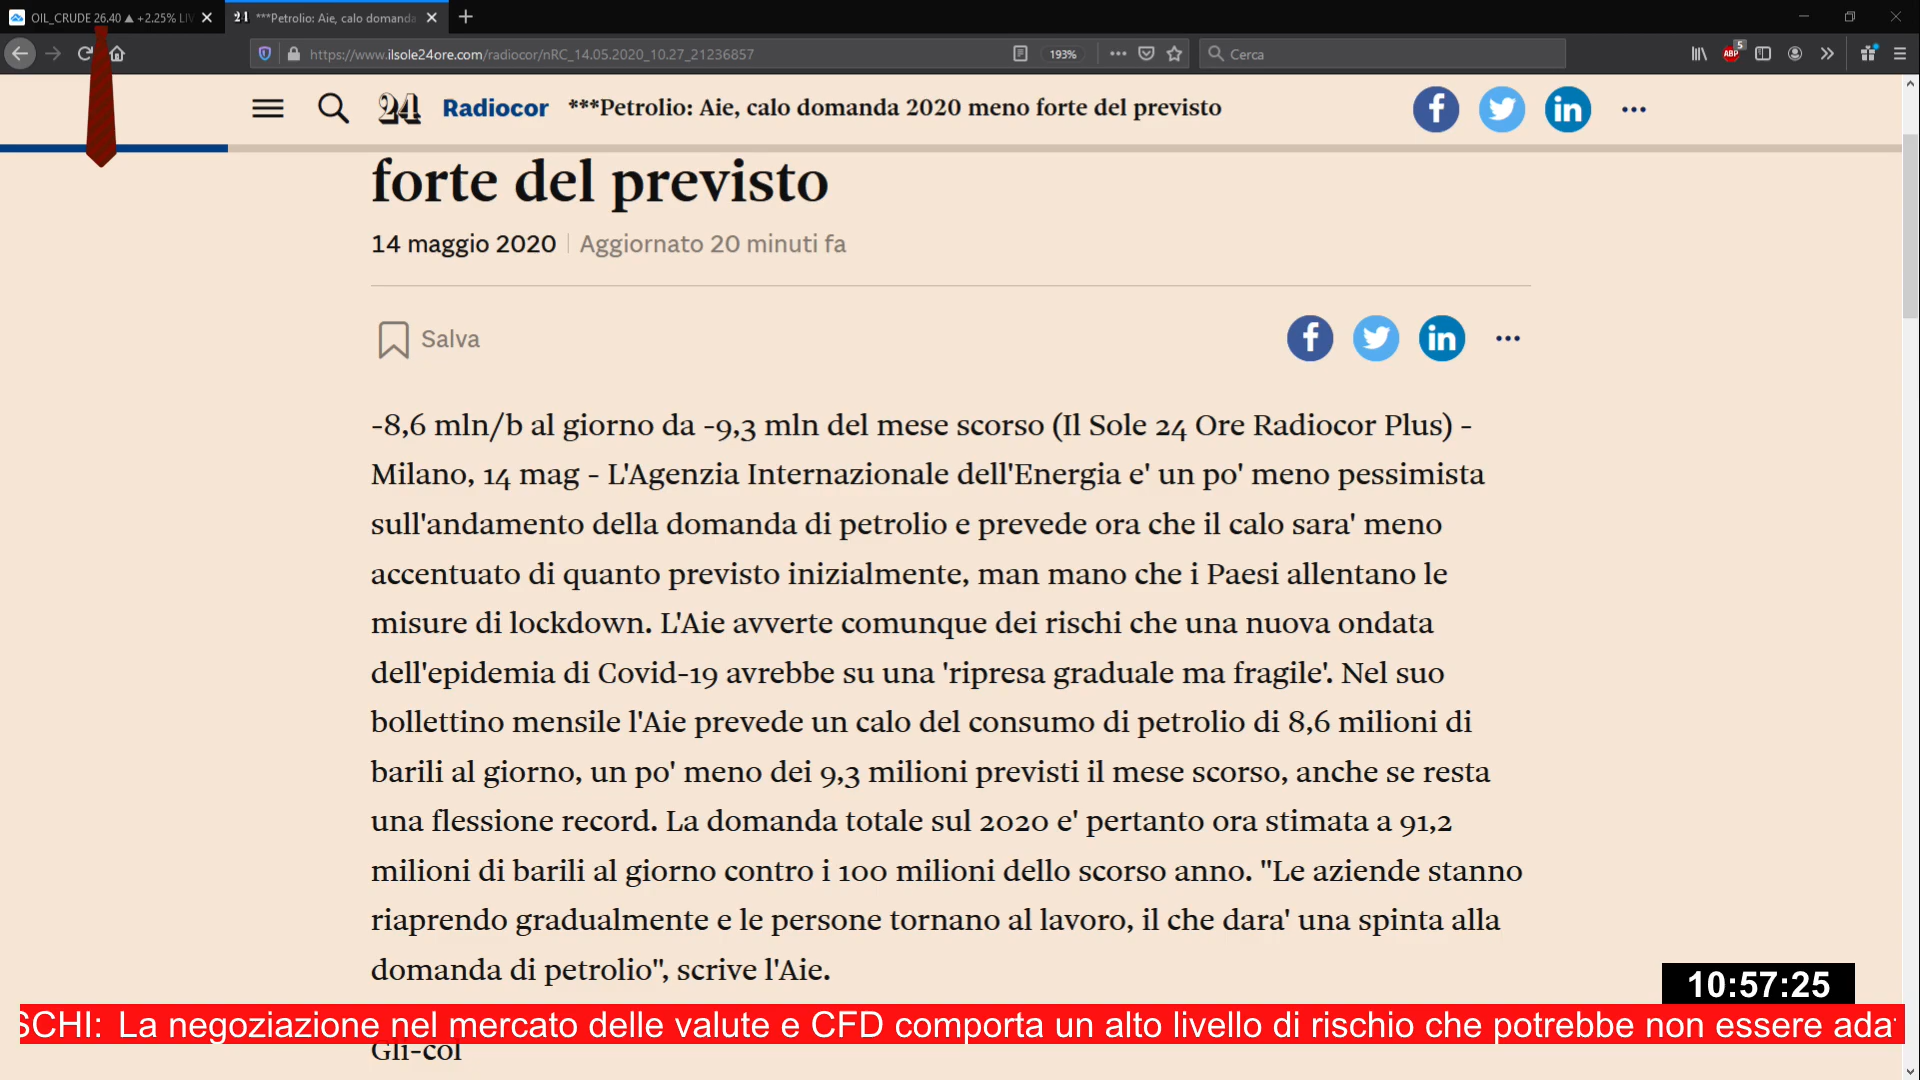 OIL_CRUDE 26.40 ▲ +2.25% LIV
***Petrolio: Aie, calo domanda
https://www.ilsole24ore.com/radiocor/nRC_14.05.2020_10.27_21236857
193%
Cerca
ABP
5
24 Radiocor ***Petrolio: Aie, calo domanda 2020 meno forte del previsto
forte del previsto
14 maggio 2020 | Aggiornato 20 minuti fa
Salva
-8,6 mln/b al giorno da -9,3 mln del mese scorso (Il Sole 24 Ore Radiocor Plus) -
Milano, 14 mag - L'Agenzia Internazionale dell'Energia e' un po' meno pessimista
sull'andamento della domanda di petrolio e prevede ora che il calo sara' meno
accentuato di quanto previsto inizialmente, man mano che i Paesi allentano le
misure di lockdown. L'Aie avverte comunque dei rischi che una nuova ondata
dell'epidemia di Covid-19 avrebbe su una 'ripresa graduale ma fragile'. Nel suo
bollettino mensile l'Aie prevede un calo del consumo di petrolio di 8,6 milioni di
barili al giorno, un po' meno dei 9,3 milioni previsti il mese scorso, anche se resta
una flessione record. La domanda totale sul 2020 e' pertanto ora stimata a 91,2
milioni di barili al giorno contro i 100 milioni dello scorso anno. "Le aziende stanno
riaprendo gradualmente e le persone tornano al lavoro, il che dara' una spinta alla
domanda di petrolio", scrive l'Aie.
10:57:25
SCHI: La negoziazione nel mercato delle valute e CFD comporta un alto livello di rischio che potrebbe non essere ada
Gli-col